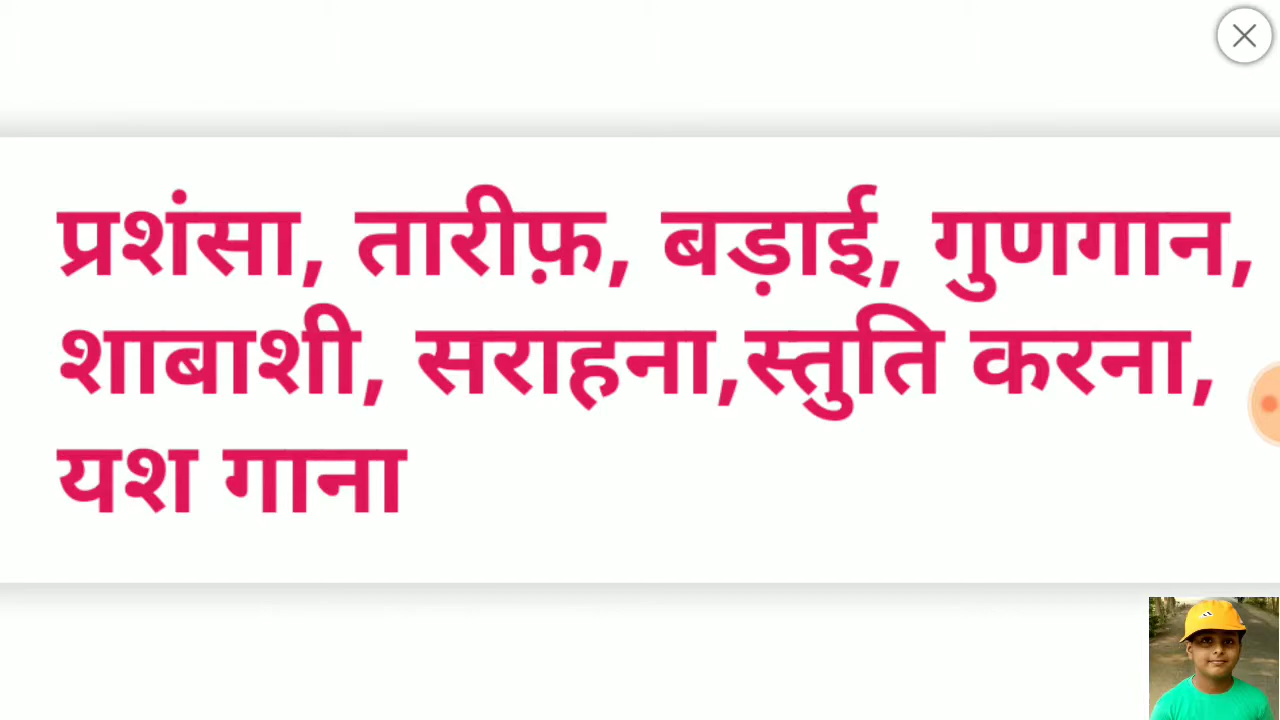 प्रशंसा, तारीफ़, बड़ाई, गुणगान,
शाबाशी, सराहना,स्तुति करना,
यश गाना